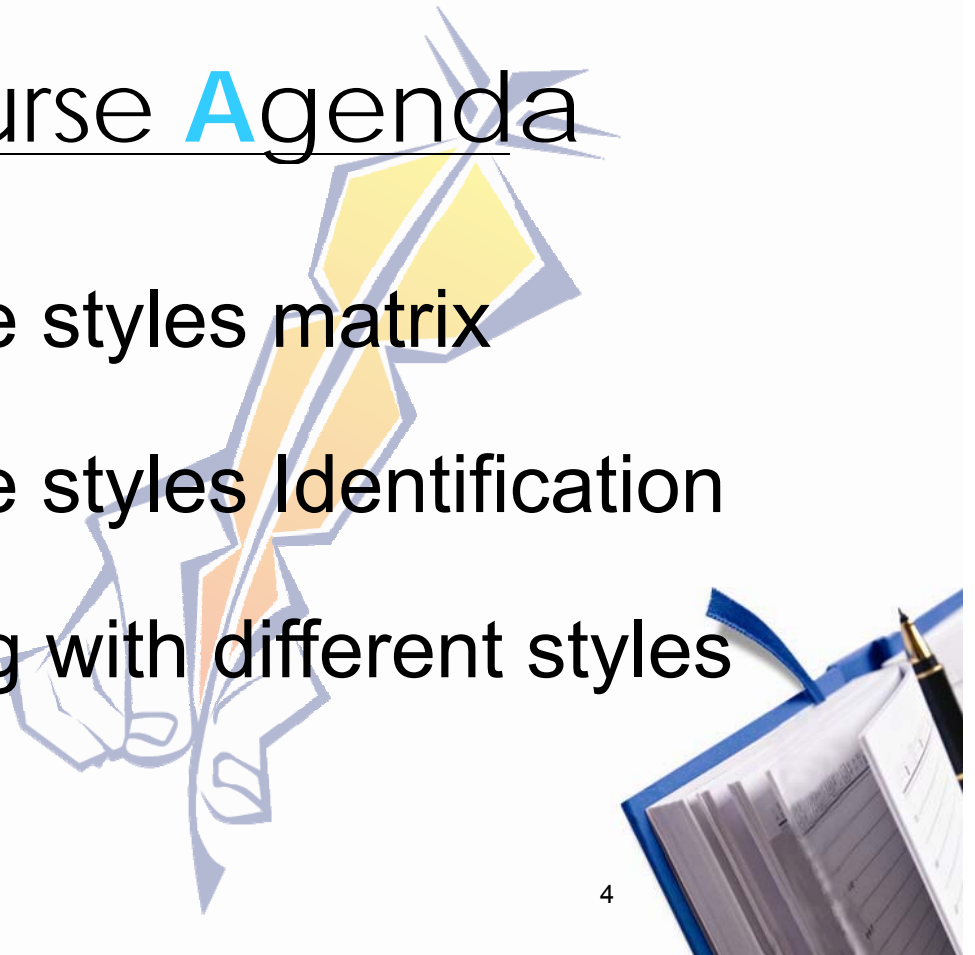 urse Agenda
e styles matrix
e styles Identification
g with different styles
4